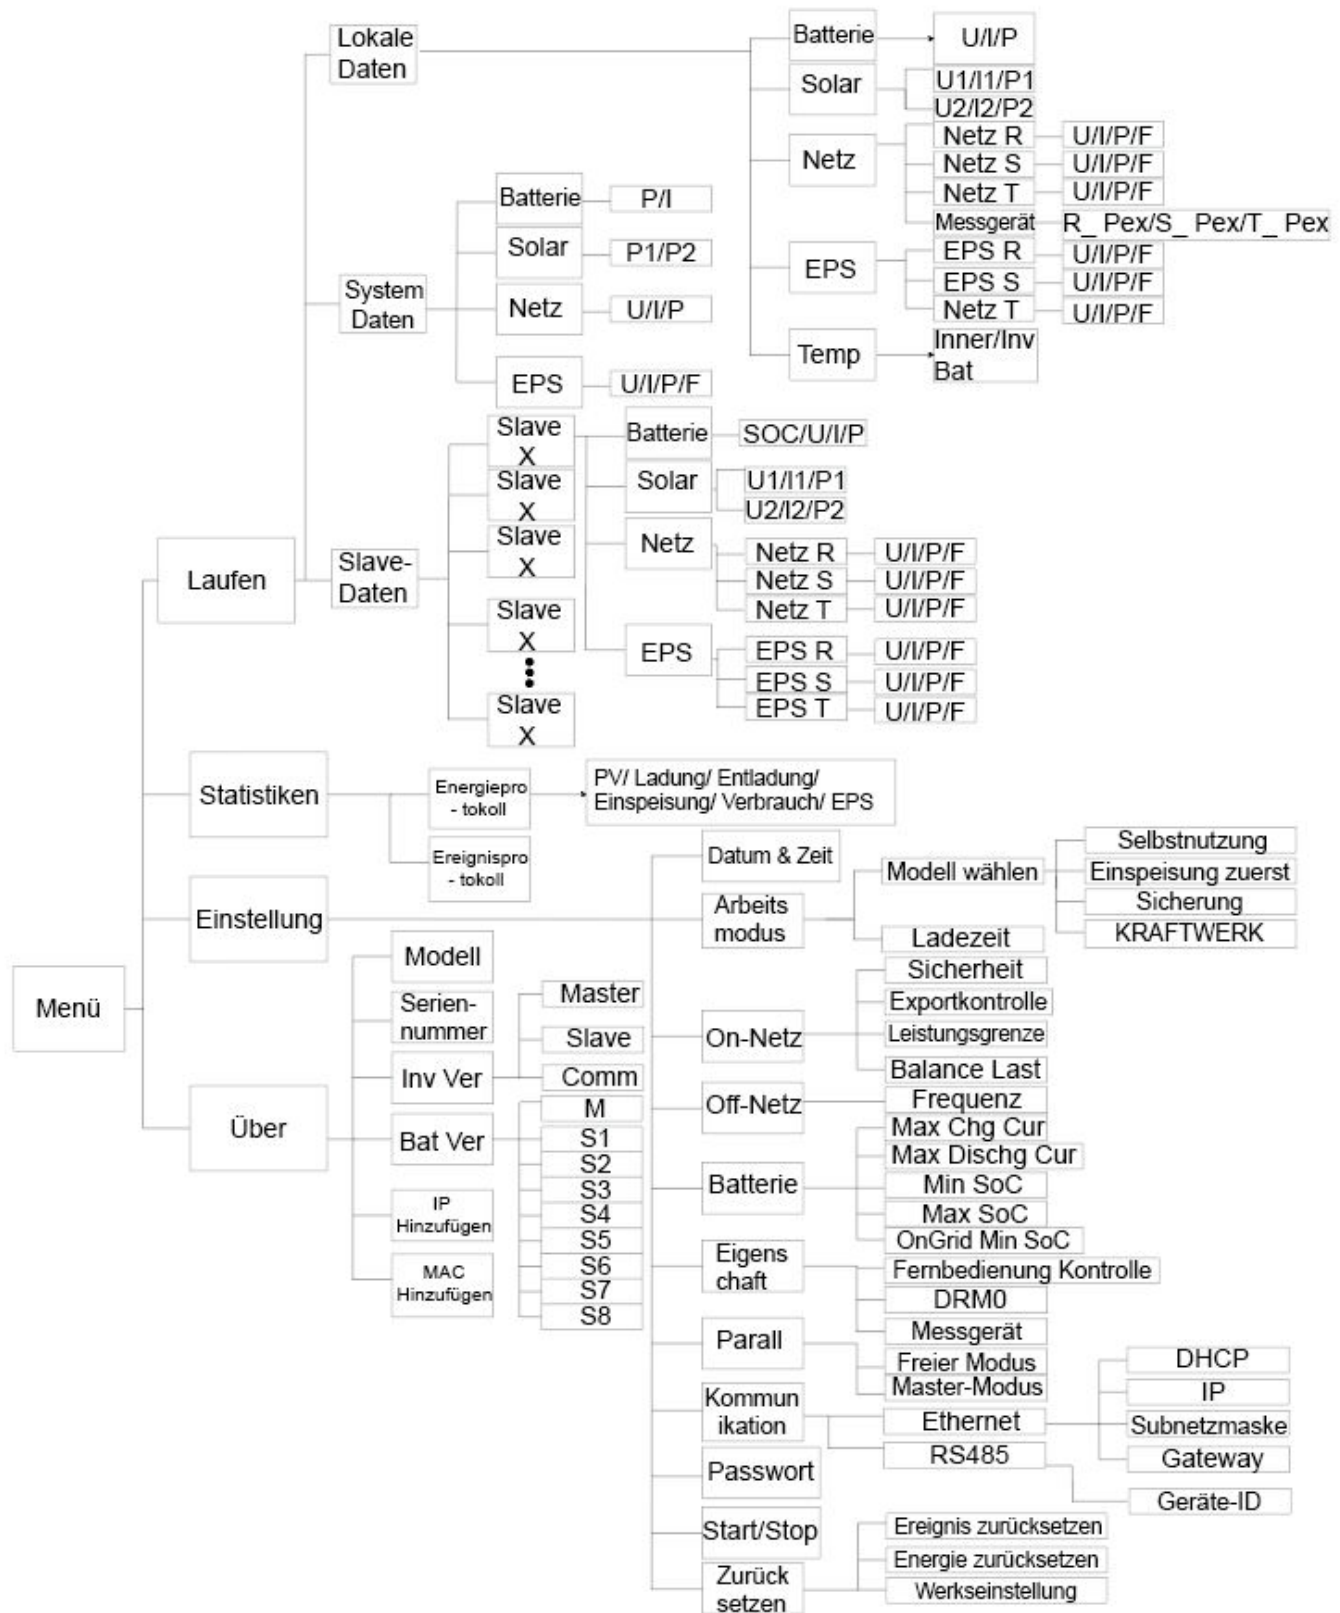 Menü
Laufen
Lokale
Daten
Batterie
U/I/P
Solar
U1/I1/P1
U2/I2/P2
Netz
Netz R
U/I/P/F
Netz S
U/I/P/F
Netz T
U/I/P/F
Messgerät
R_ Pex/S_ Pex/T_ Pex
EPS
EPS R
U/I/P/F
EPS S
U/I/P/F
Netz T
U/I/P/F
Temp
Inner/Inv
Bat
System
Daten
Batterie
P/I
Solar
P1/P2
Netz
U/I/P
EPS
U/I/P/F
Slave-
Daten
Slave
X
Slave
X
Slave
X
Slave
X
Slave
X
Batterie
SOC/U/I/P
Solar
U1/I1/P1
U2/I2/P2
Netz
Netz R
U/I/P/F
Netz S
U/I/P/F
Netz T
U/I/P/F
EPS
EPS R
U/I/P/F
EPS S
U/I/P/F
EPS T
U/I/P/F
Statistiken
Energiepro
- tokoll
PV/ Ladung/ Entladung/
Einspeisung/ Verbrauch/ EPS
Ereignispro
- tokoll
Einstellung
Datum & Zeit
Arbeits
modus
Modell wählen
Selbstnutzung
Einspeisung zuerst
Sicherung
KRAFTWERK
Ladezeit
On-Netz
Sicherheit
Exportkontrolle
Leistungsgrenze
Balance Last
Off-Netz
Frequenz
Batterie
Max Chg Cur
Max Dischg Cur
Min SoC
Max SoC
OnGrid Min SoC
Eigens
chaft
Fernbedienung Kontrolle
DRM0
Messgerät
Parall
Freier Modus
Master-Modus
Kommun
ikation
Ethernet
DHCP
IP
Subnetzmaske
Gateway
RS485
Geräte-ID
Passwort
Start/Stop
Zurück
setzen
Ereignis zurücksetzen
Energie zurücksetzen
Werkseinstellung
Über
Modell
Serien-
nummer
Inv Ver
Master
Slave
Comm
Bat Ver
M
S1
S2
S3
S4
S5
S6
S7
S8
IP
Hinzufügen
MAC
Hinzufügen